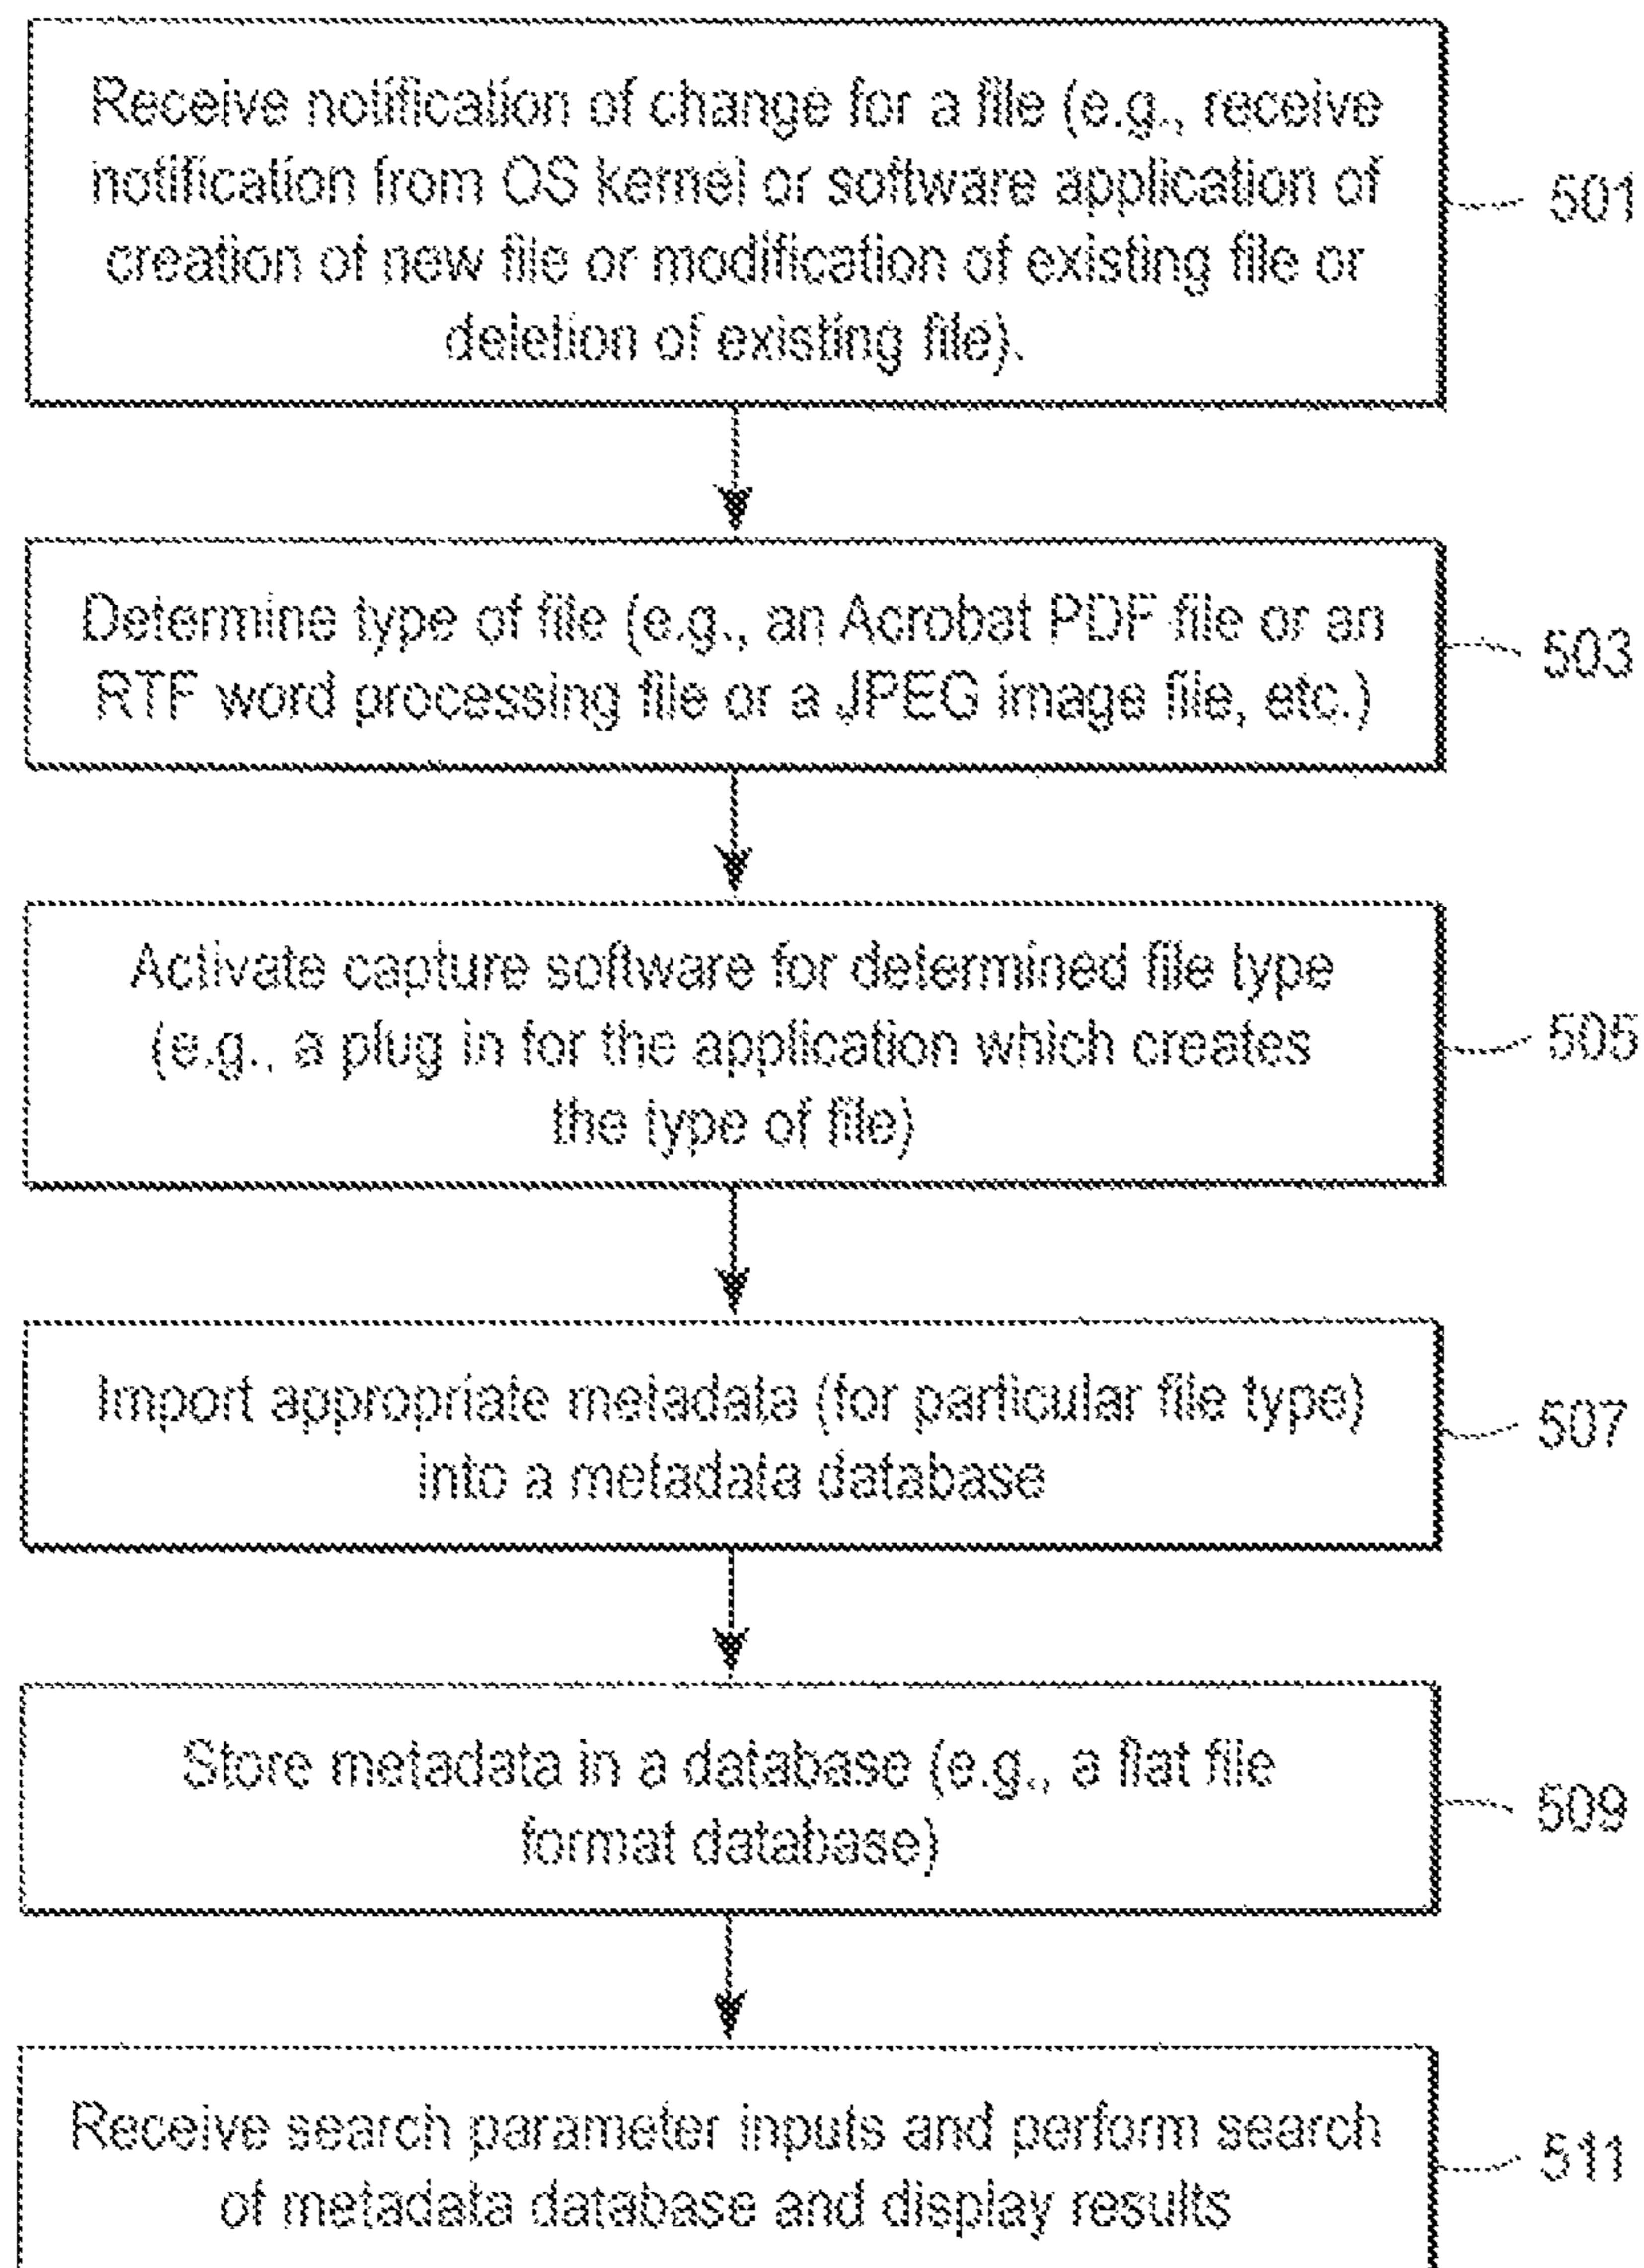 Receive notification of change for a file (e.g., receive
notification from OS kernel or software application of
creation of new file or modification of existing file or
deletion of existing file).
501
Determine type of file (e.g., an Acrobat PDF file or an
RTF word processing file or a JPEG image file, etc.)
503
Activate capture software for determined file type
(e.g., a plug in for the application which creates
the type of file)
505
Import appropriate metadata (for particular file type)
into a metadata database
507
Store metadata in a database (e.g., a flat file
format database)
509
Receive search parameter inputs and perform search
of metadata database and display results
511